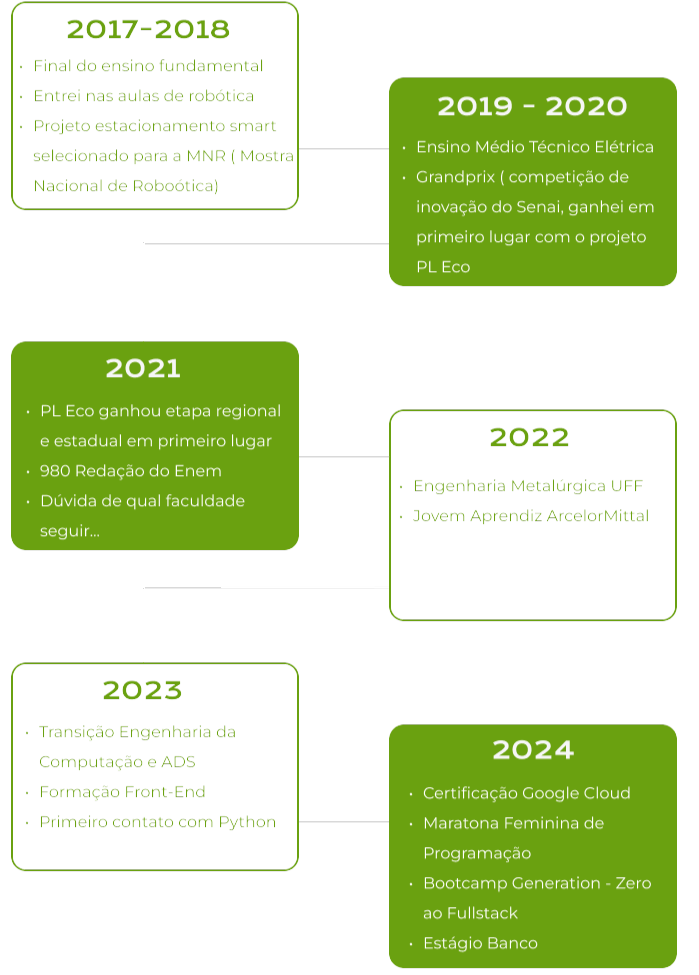 2017-2018
• Final do ensino fundamental
• Entrei nas aulas de robótica
• Projeto estacionamento smart
selecionado para a MNR ( Mostra
Nacional de Roboótica)
2019 - 2020
• Ensino Médio Técnico Elétrica
• Grandprix ( competição de
inovação do Senai, ganhei em
primeiro lugar com o projeto
PL Eco
2021
• PL Eco ganhou etapa regional
e estadual em primeiro lugar
• 980 Redação do Enem
• Dúvida de qual faculdade
seguir...
2022
• Engenharia Metalúrgica UFF
• Jovem Aprendiz ArcelorMittal
2023
• Transição Engenharia da
Computação e ADS
• Formação Front-End
• Primeiro contato com Python
2024
• Certificação Google Cloud
• Maratona Feminina de
Programação
• Bootcamp Generation - Zero
ao Fullstack
• Estágio Banco